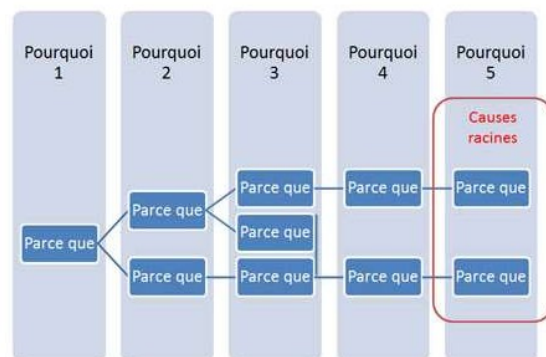 Pourquoi
1
Pourquoi
2
Pourquoi
3
Pourquoi
4
Pourquoi
5
Causes
racines
Parce que
Parce que
Parce que
Parce que
Parce que
Parce que
Parce que
Parce que
Parce que
Parce que